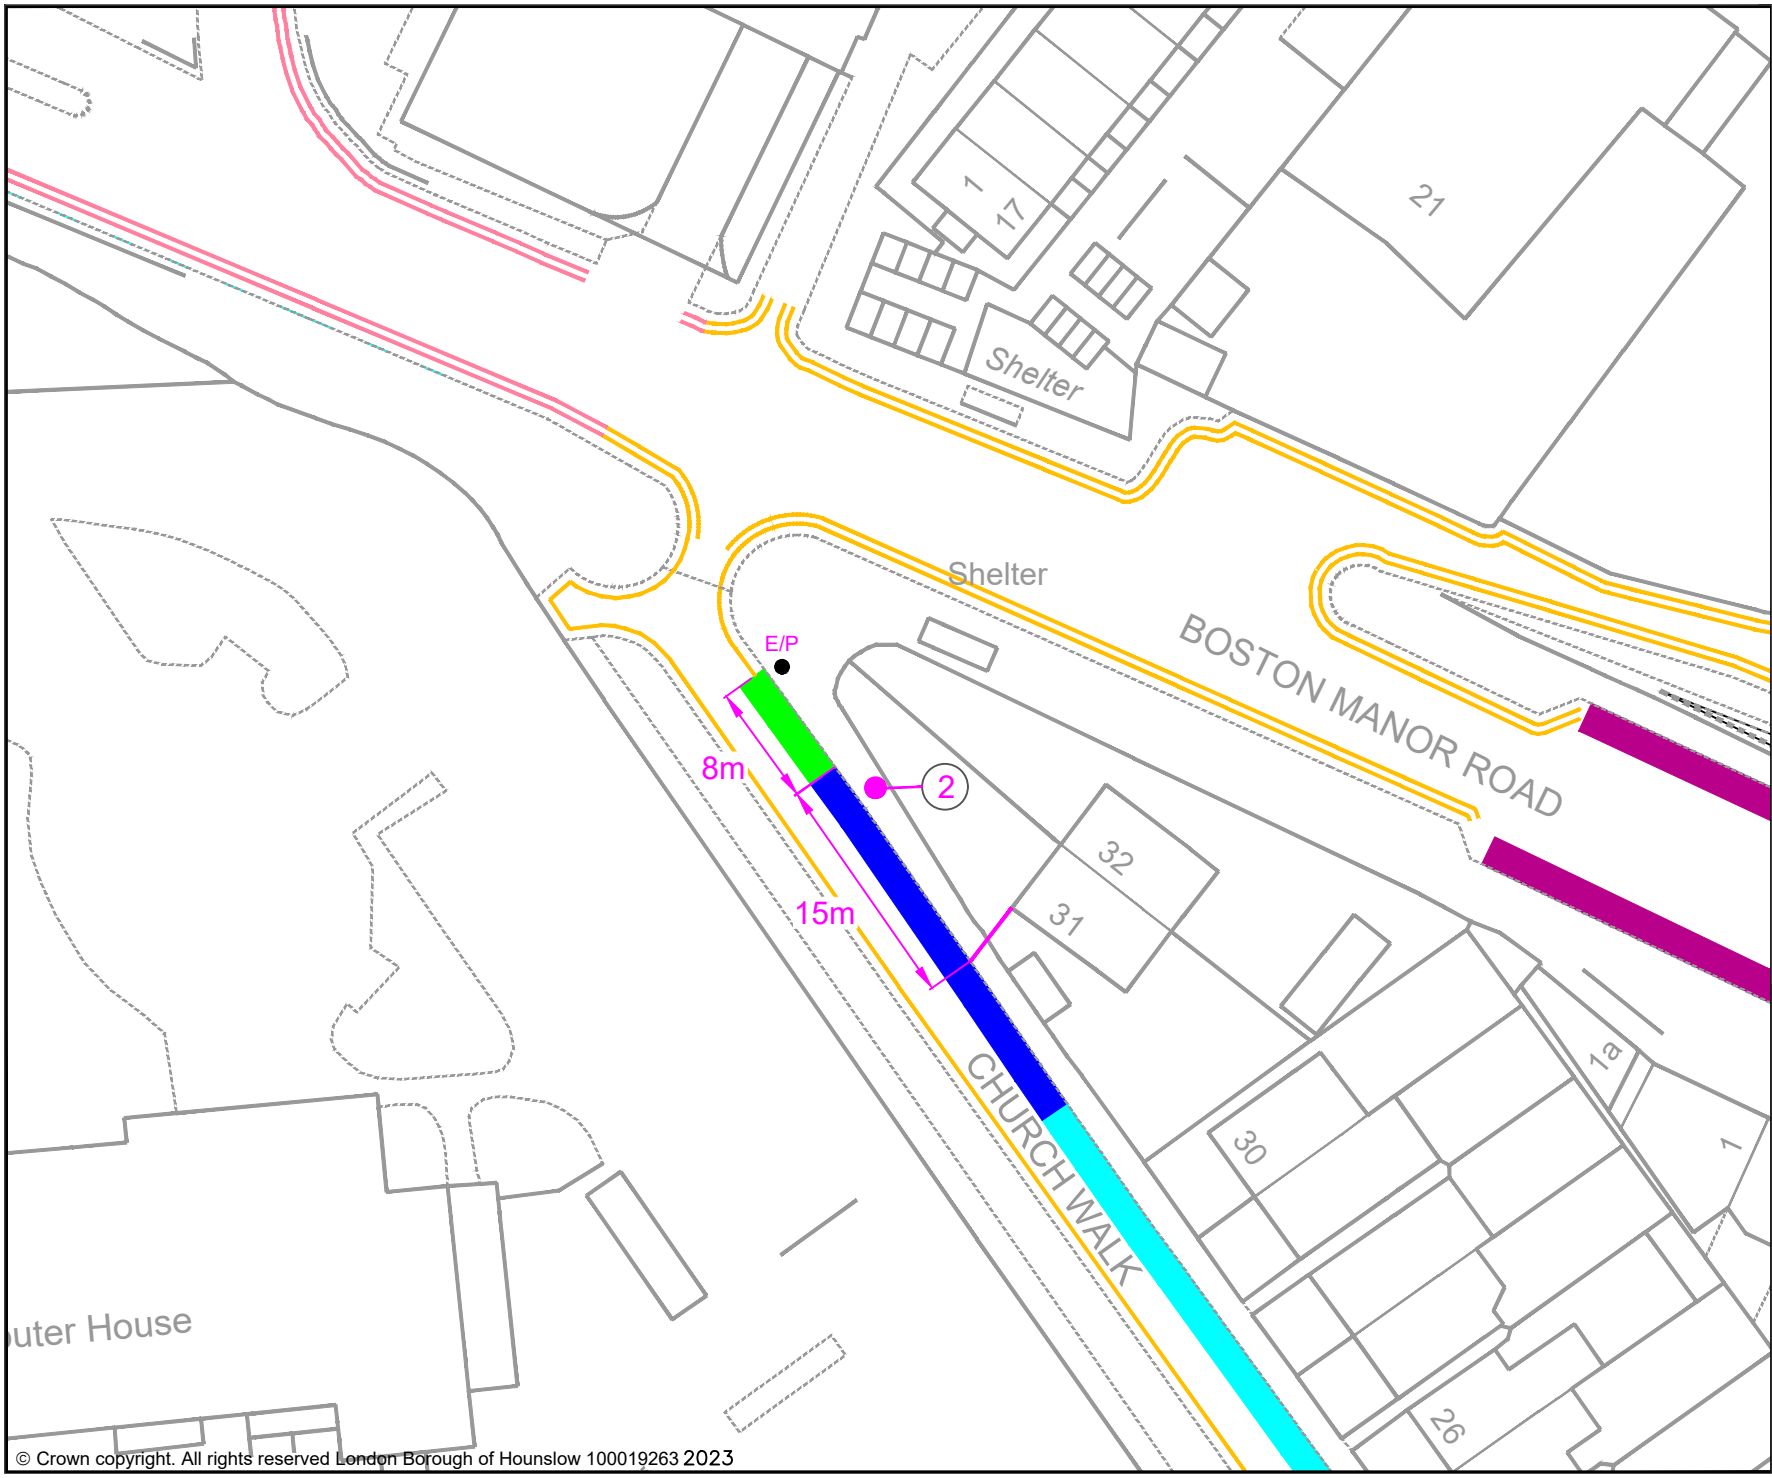 1
17
21
Shelter
Shelter
BOSTON MANOR ROAD
E/P
8m
2
15m
32
31
CHURCH WALK
1a
1
30
outer House
26
© Crown copyright. All rights reserved London Borough of Hounslow 100019263 2023